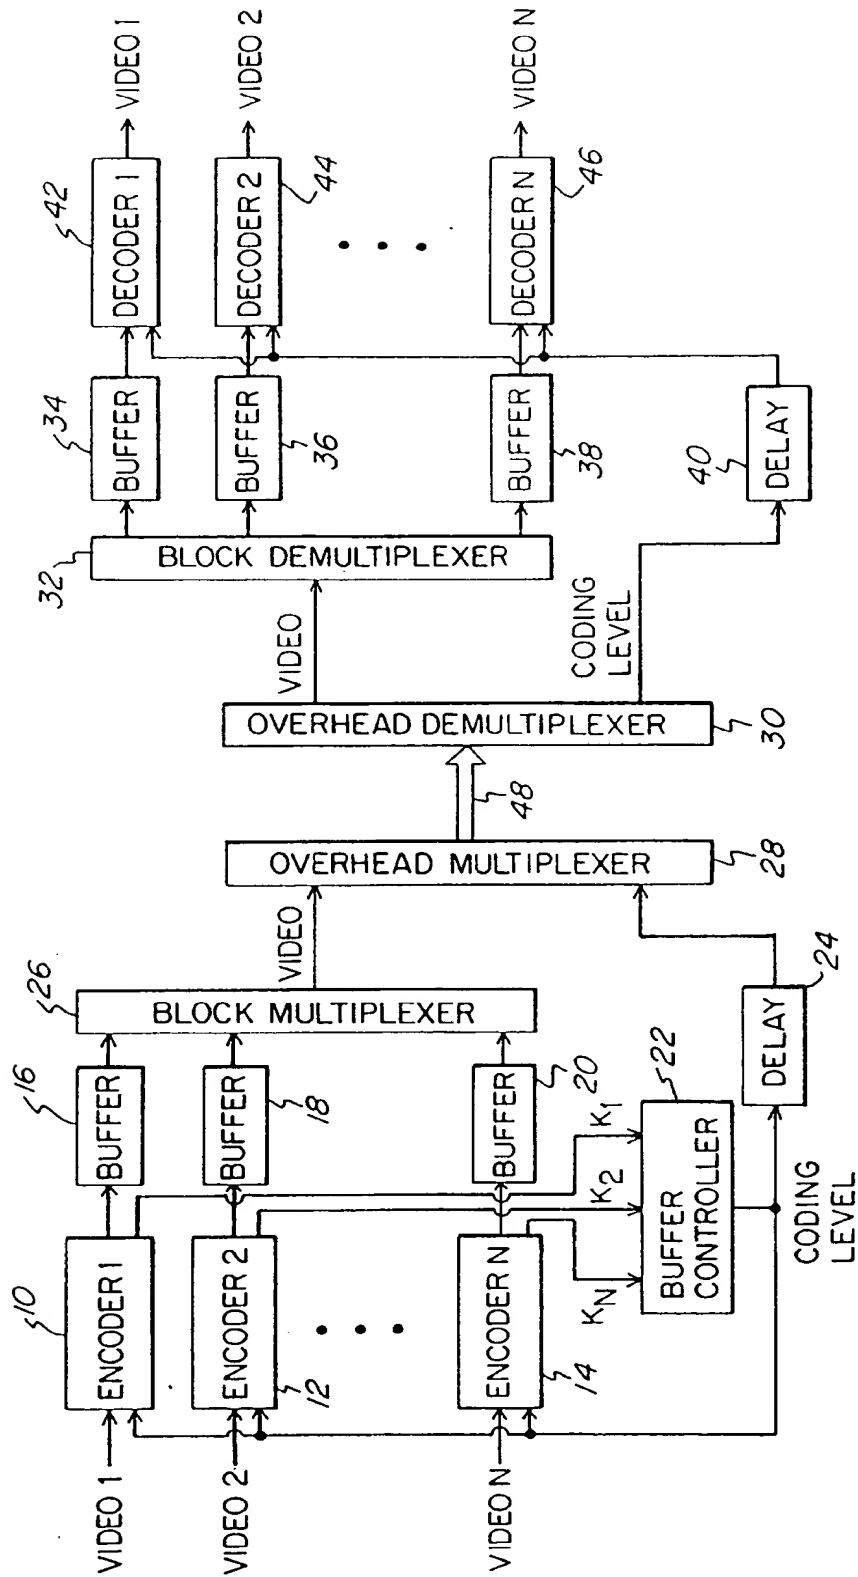 VIDEO 1
10
ENCODER 1
16
BUFFER
26
BLOCK MULTIPLEXER
VIDEO 2
ENCODER 2
12
BUFFER
18
VIDEO N
ENCODER N
14
BUFFER
20
K1
K2
KN
22
BUFFER
CONTROLLER
CODING
LEVEL
DELAY
24
VIDEO
OVERHEAD MULTIPLEXER
28
48
OVERHEAD DEMULTIPLEXER
30
VIDEO
CODING
LEVEL
32
BLOCK DEMULTIPLEXER
34
BUFFER
BUFFER
36
BUFFER
38
40
DELAY
42
DECODER 1
VIDEO 1
DECODER 2
44
VIDEO 2
DECODER N
46
VIDEO N